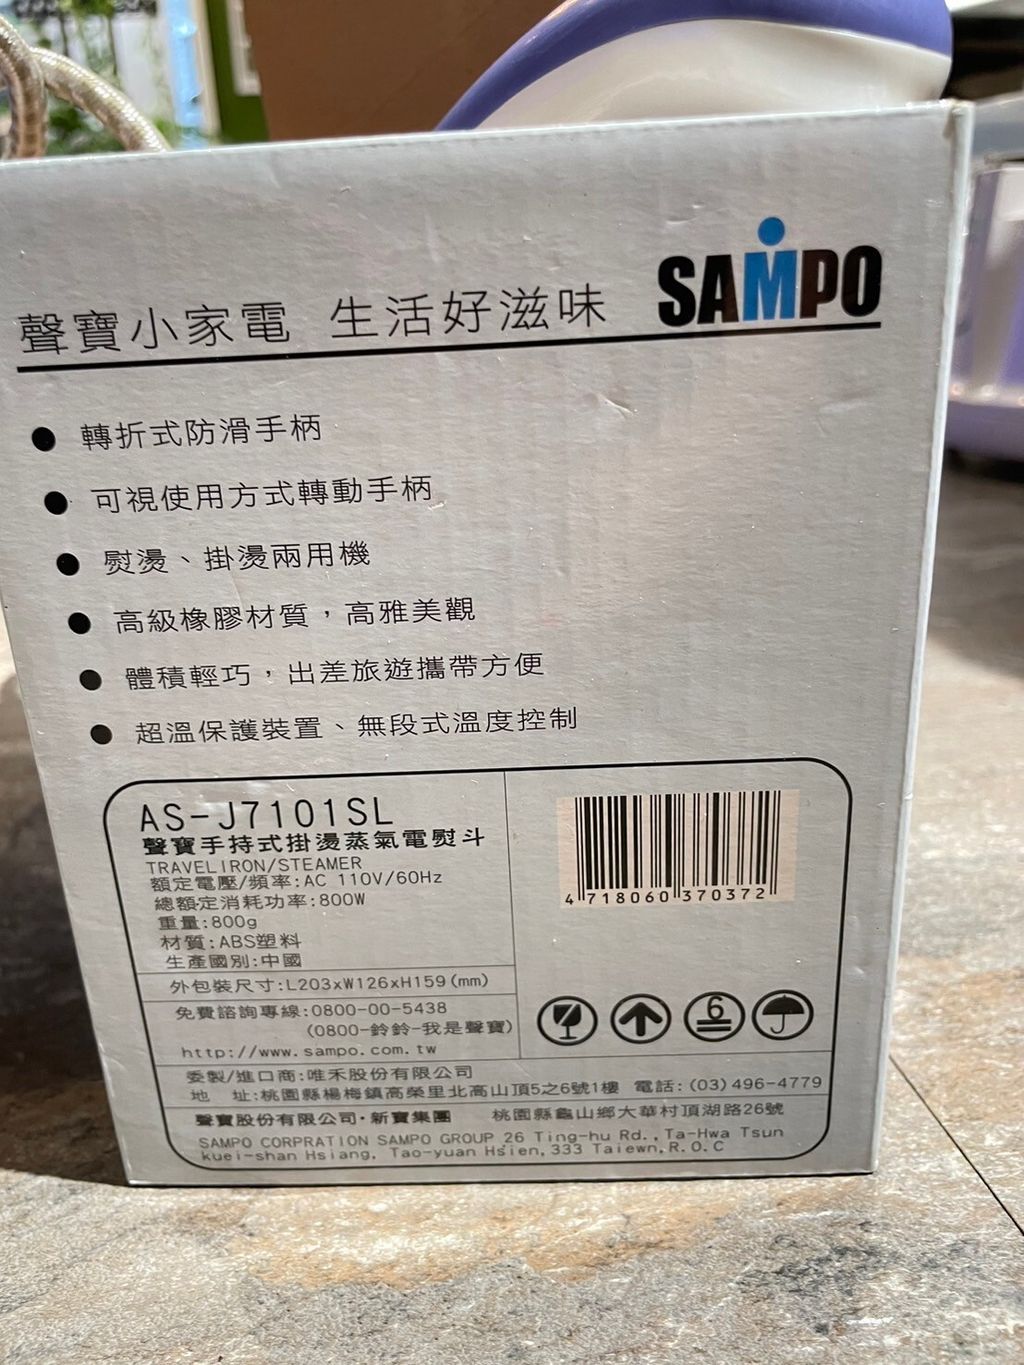 聲寶小家電 生活好滋味 SAMPO
轉折式防滑手柄
可視使用方式轉動手柄
熨燙、掛燙兩用機
高級橡膠材質，高雅美觀
體積輕巧，出差旅遊攜帶方便
超溫保護裝置、無段式溫度控制
AS-J7101SL
聲寶手持式掛燙蒸氣電熨斗
TRAVEL IRON/STEAMER
額定電壓/頻率:AC 110V/60Hz
總額定消耗功率:800W
重量:800g
材質:ABS塑料
生產國別:中國
外包裝尺寸:L203xW126xH159(mm)
免費諮詢專線:0800-00-5438
(0800-鈴鈴-我是聲寶)
http://www.sampo.com.tw
4 718060 370372
6
委製/進口商:唯禾股份有限公司
地 址:桃園縣楊梅鎮高榮里北高山頂5之6號1樓 電話:(03)496-4779
聲寶股份有限公司·新寶集團 桃園縣龜山鄉大華村頂湖路26號
SAMPO CORPRATION SAMPO GROUP 26 Ting-hu Rd., Ta-Hwa Tsun
kuei-shan Hsiang, Tao-yuan Hsien, 333 Taiewn, R.O.C